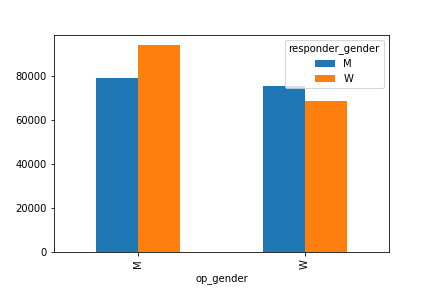 responder_gender
M
W
80000
60000
40000
20000
0
M
W
op_gender